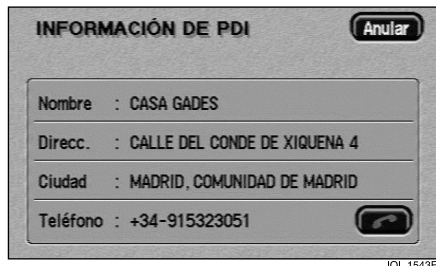 INFORMACIÓN DE PDI Anular
Nombre : CASA GADES
Direcc. : CALLE DEL CONDE DE XIQUENA 4
Ciudad : MADRID, COMUNIDAD DE MADRID
Teléfono : +34-915323051